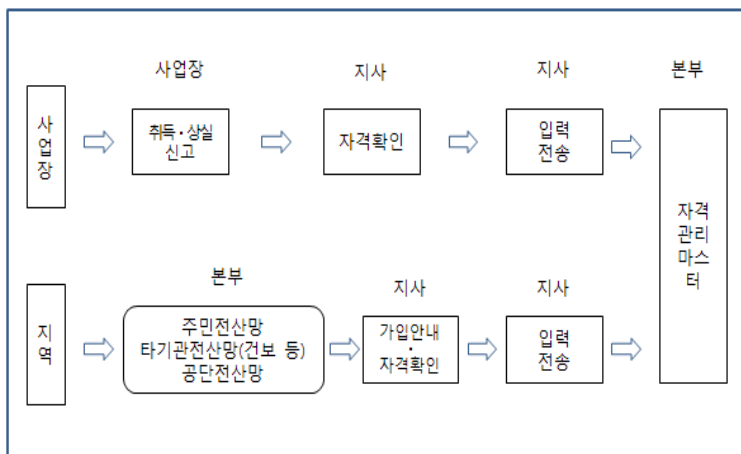 사업장 지사 지사 본부
사
업
장
취득·상실
신고
자격확인
입력
전송
자격
관리
마스
터
본부
지사 지사
지
역
주민전산망
타기관전산망(건보 등)
공단전산망
가입안내
·
자격확인
입력
전송